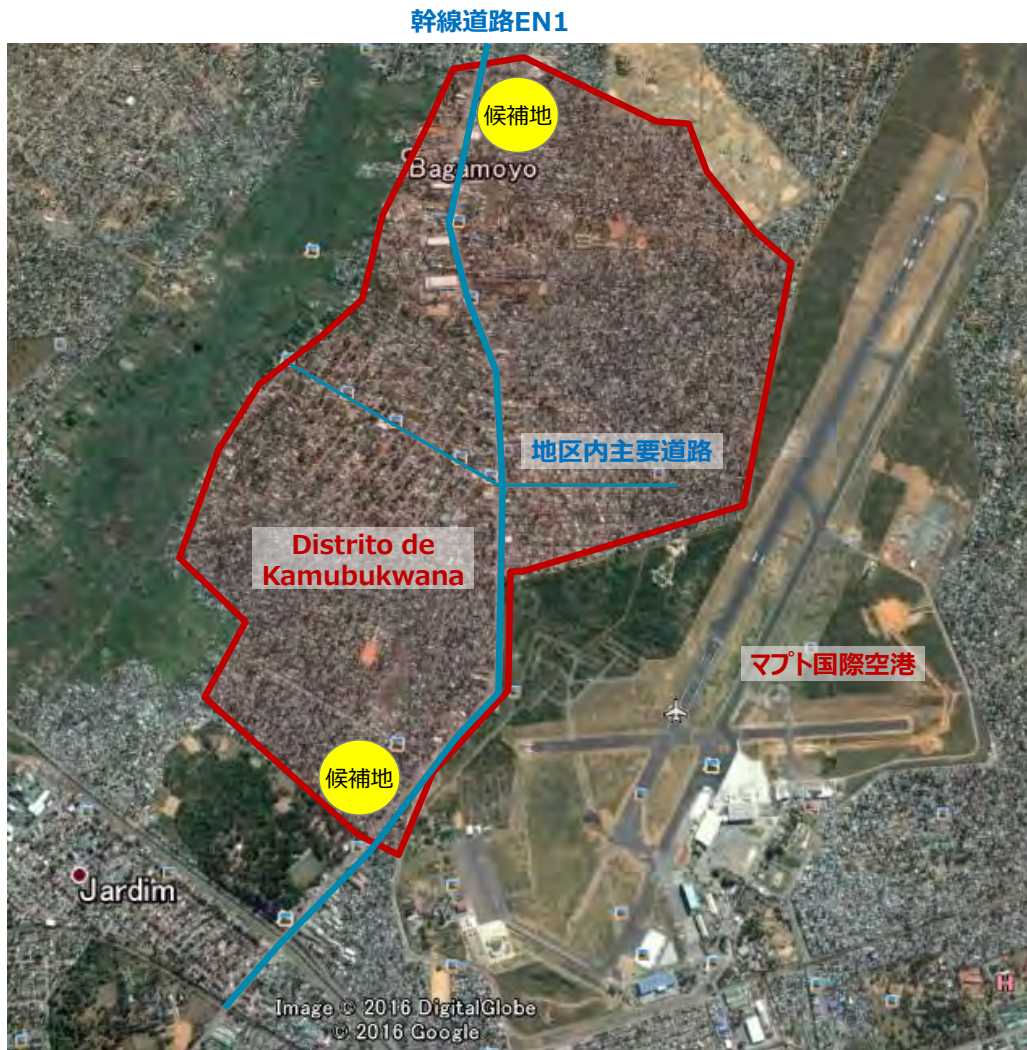 幹線道路EN1
候補地
Bagamoyo
地区内主要道路
Distrito de
Kamubukwana
マプト国際空港
候補地
Jardim
H
Image © 2016 DigitalGlobe
© 2016 Google